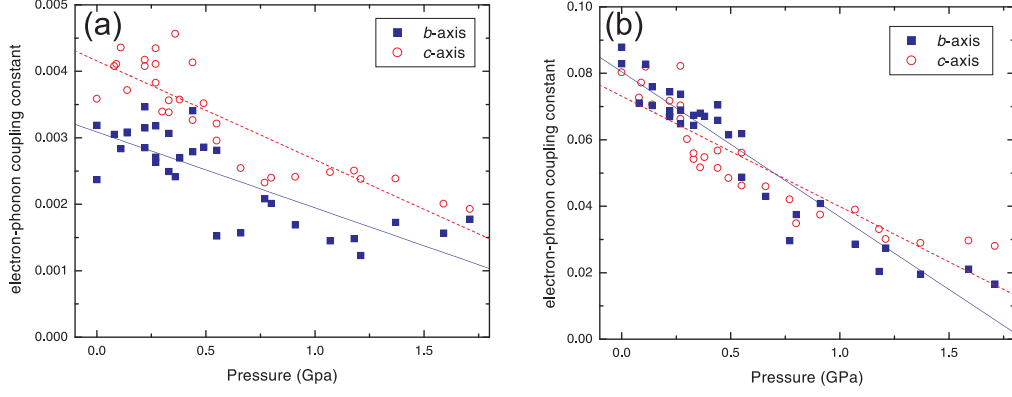 (a)
b-axis
c-axis
electron-phonon coupling constant
0.005
0.004
0.003
0.002
0.001
0.000
0.0 0.5 1.0 1.5
Pressure (Gpa)
(b)
b-axis
c-axis
electron-phonon coupling constant
0.10
0.08
0.06
0.04
0.02
0.00
0.0 0.5 1.0 1.5
Pressure (GPa)